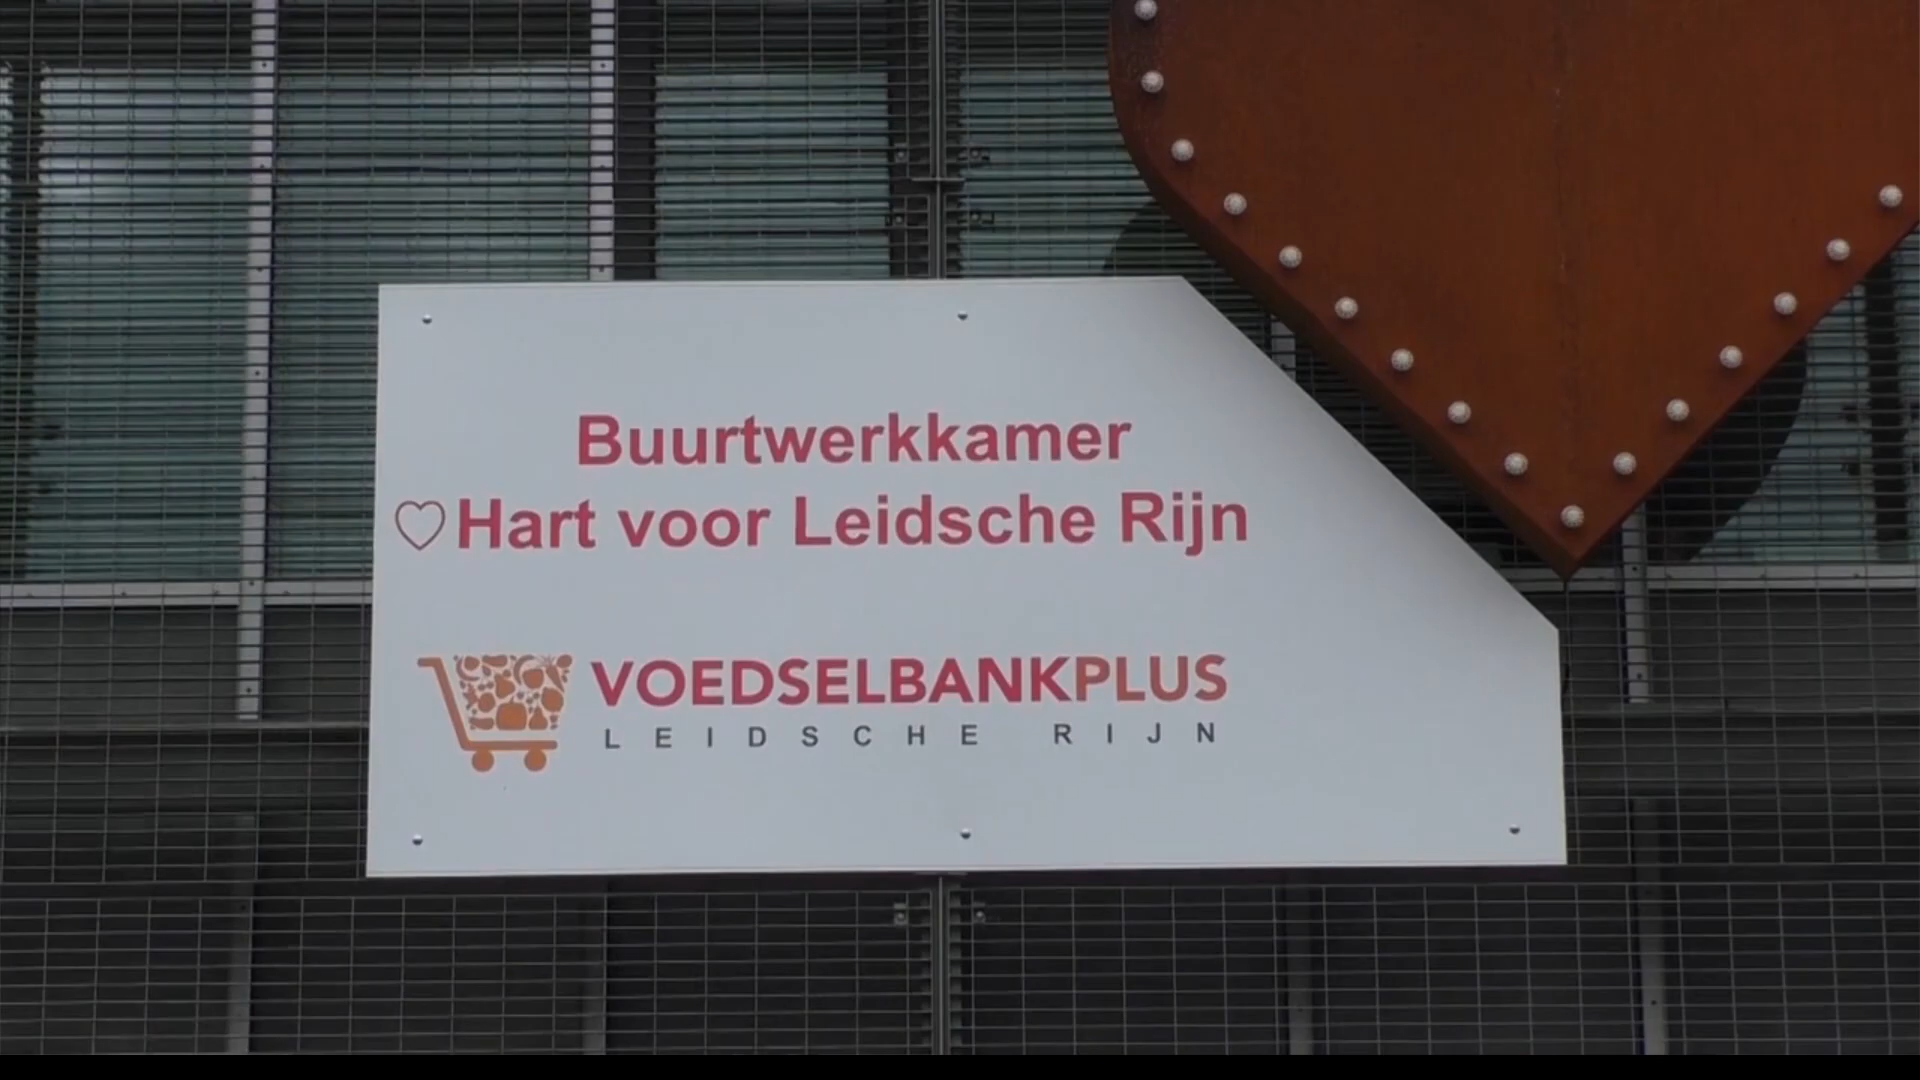 Buurtwerkkamer
♡Hart voor Leidsche Rijn
VOEDSELBANKPLUS
LEIDSCHE RIJN